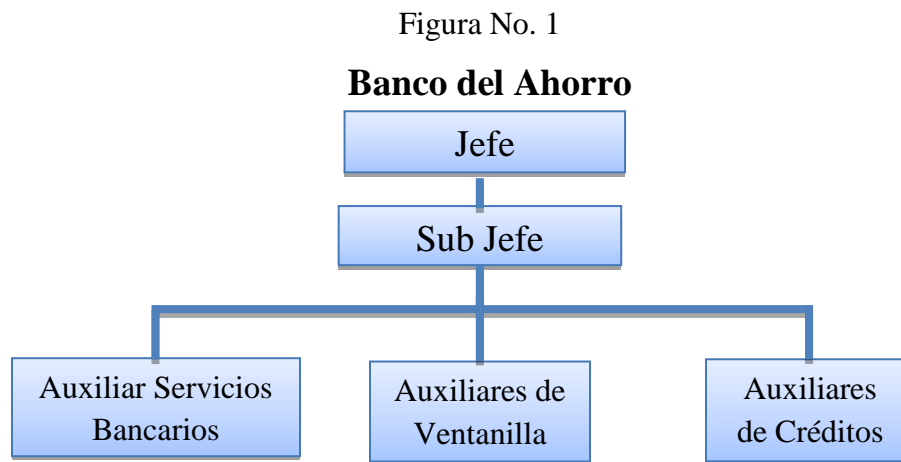 Figura No. 1
Banco del Ahorro
Jefe
Sub Jefe
Auxiliar Servicios
Bancarios
Auxiliares de
Ventanilla
Auxiliares
de Créditos